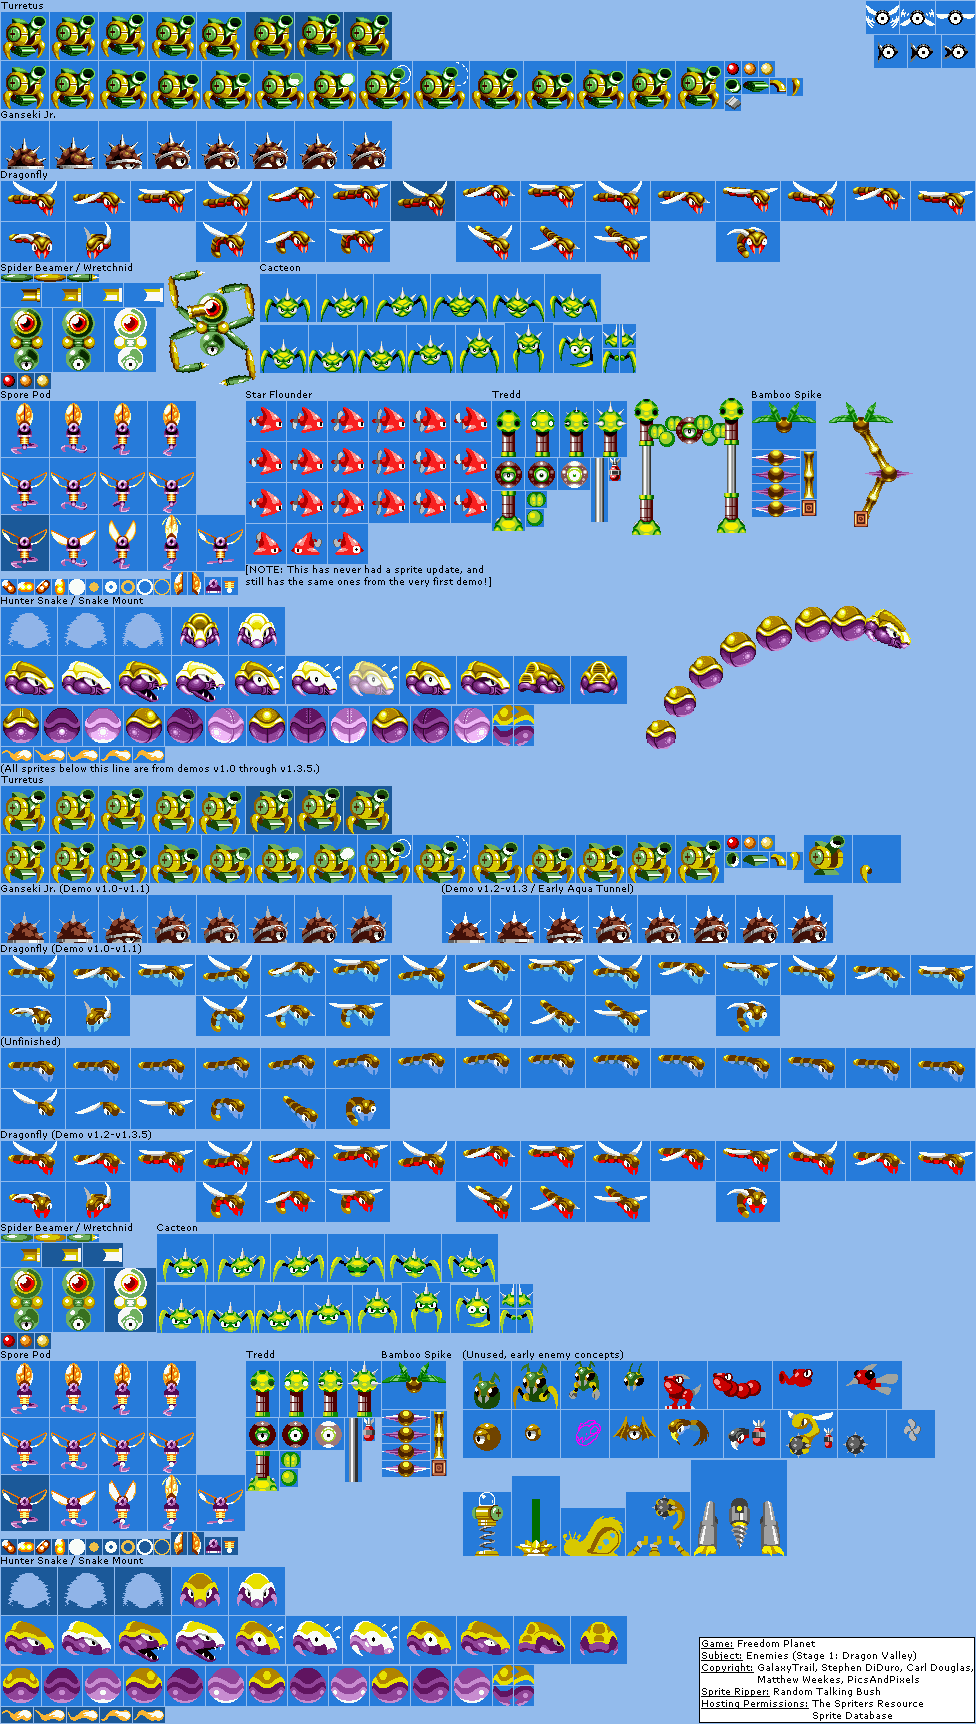 Turretus
Ganseki Jr.
Dragonfly
Spider Beamer / Wretchnid
Cacteon
Spore Pod
Star Flounder
Tredd
Bamboo Spike
[NOTE: This has never had a sprite update, and
still has the same ones from the very first demo!]
Hunter Snake / Snake Mount
(All sprites below this line are from demos v1.0 through v1.3.5.)
Turretus
Ganseki Jr. (Demo v1.0-v1.1)
(Demo v1.2-v1.3 / Early Aqua Tunnel)
Dragonfly (Demo v1.0-v1.1)
(Unfinished)
Dragonfly (Demo v1.2-v1.3.5)
Spider Beamer / Wretchnid
Cacteon
Spore Pod
Tredd
Bamboo Spike
(Unused, early enemy concepts)
Hunter Snake / Snake Mount
Game: Freedom Planet
Subject: Enemies (Stage 1: Dragon Valley)
Copyright: GalaxyTrail, Stephen DiDuro, Carl Douglas,
Matthew Weekes, PicsAndPixels
Sprite Ripper: Random Talking Bush
Hosting Permissions: The Spriters Resource
Sprite Database